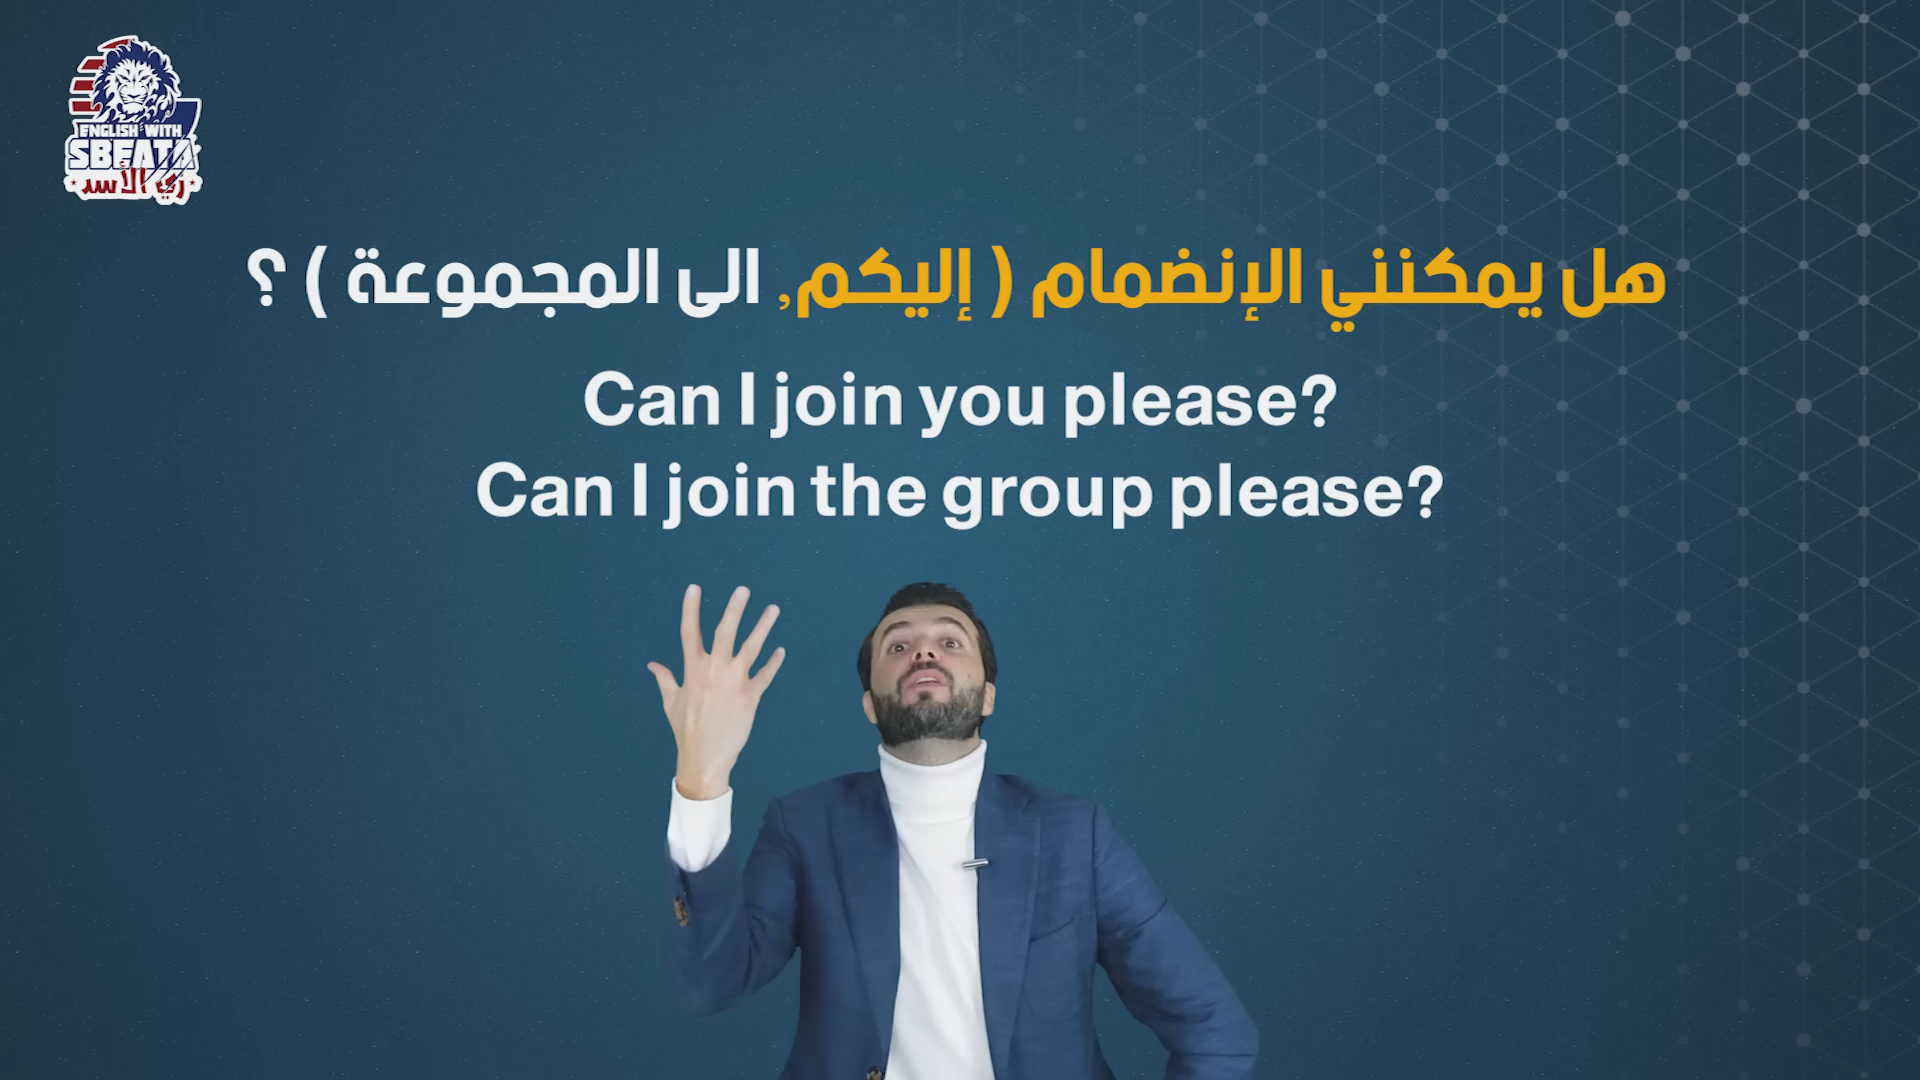 ENGLISH WITH
SBEATA
زي الأسد
هل يمكنني الإنضمام ( إليكم, الى المجموعة ) ؟
Can I join you please?
Can I join the group please?